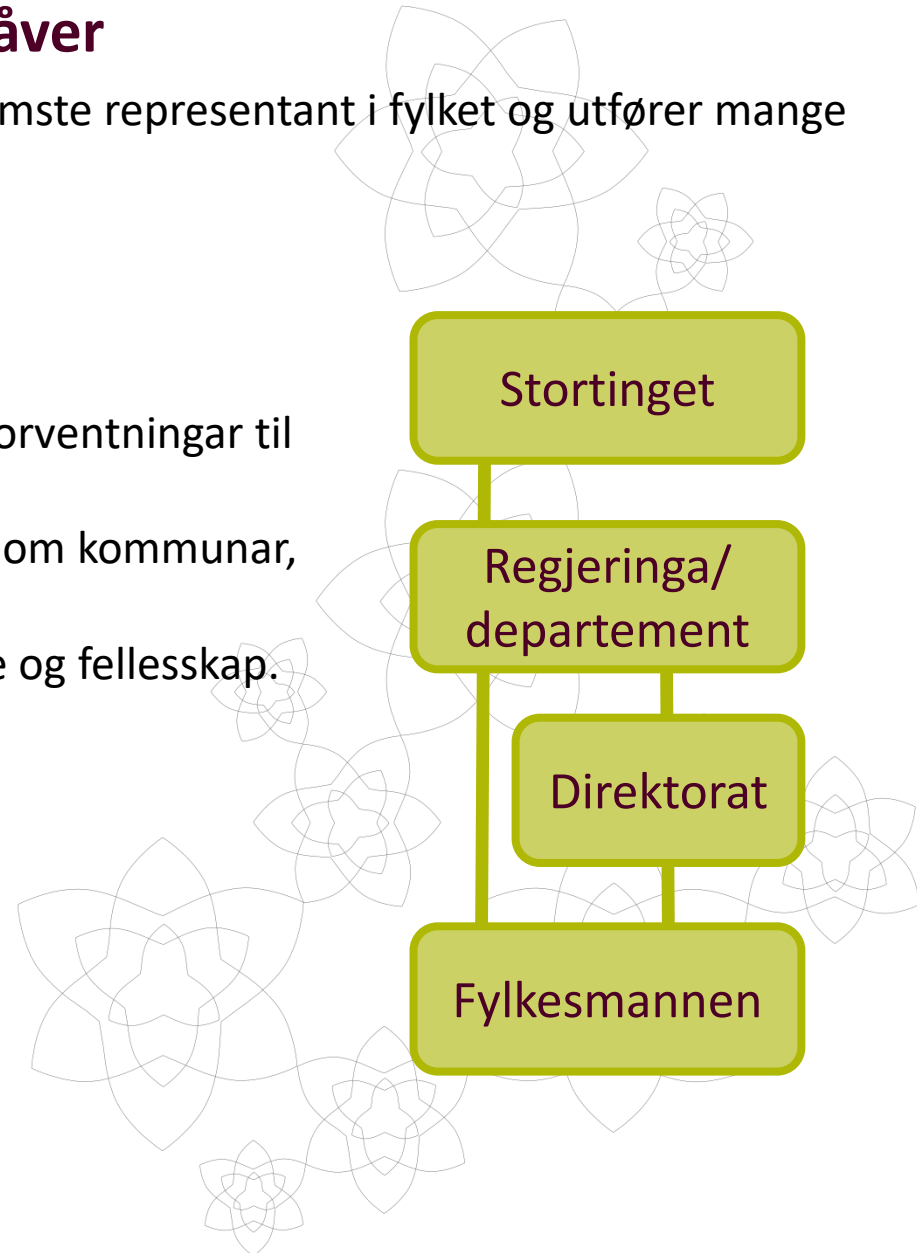 åver
mste representant i fylket og utfører mange
orventningar til
om kommunar,
e og fellesskap.
Stortinget
Regjeringa/
departement
Direktorat
Fylkesmannen